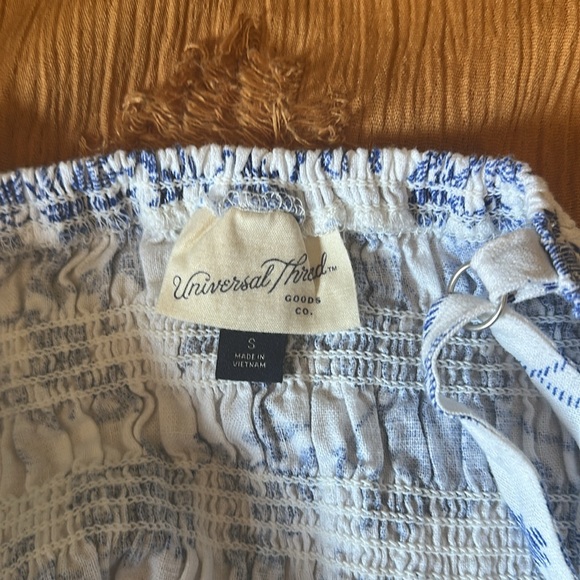 Universal Thread™
GOODS
CO.
S
MADE IN
VIETNAM